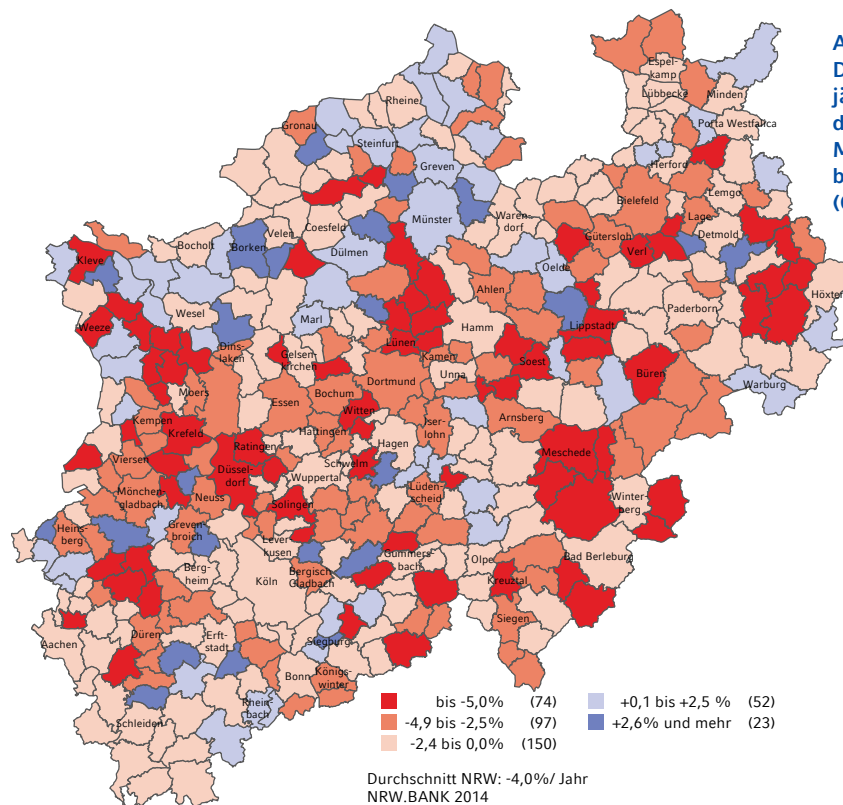 A
D
jä
d
M
b
(
Espel-
kamp
Lübbecke
Minden
Rheine
Gronau
Porta Westfalica
Steinfurt
Greven
Herford
Bielefeld
Lemgo
Münster
Waren-
dorf
Lage
Velen
Coesfeld
Gütersloh
Detmold
Bocholt
Borken
Dülmen
Verl
Kleve
Oelde
Ahlen
Höxter
Wesel
Marl
Paderborn
Weeze
Hamm
Lippstadt
Dins-
laken
Gelsen-
kirchen
Lünen
Kamen
Soest
Unna
Büren
Warburg
Moers
Essen
Bochum
Dortmund
Kempen
Witten
Iser-
lohn
Arnsberg
Krefeld
Hattingen
Hagen
Ratingen
Meschede
Viersen
Schwelm
Düssel-
dorf
Wuppertal
Lüden-
scheid
Mönchen-
gladbach
Neuss
Solingen
Winter-
berg
Heins-
berg
Greven-
broich
Lever-
kusen
Gummers-
bach
Olpe
Bad Berleburg
Berg-
heim
Köln
Bergisch
Gladbach
Kreuztal
Siegen
Aachen
Düren
Erft-
stadt
Siegburg
Bonn
Königs-
winter
Rhein-
bach
Schleiden
bis -5,0% (74)
-4,9 bis -2,5% (97)
-2,4 bis 0,0% (150)
+0,1 bis +2,5 % (52)
+2,6% und mehr (23)
Durchschnitt NRW: -4,0%/ Jahr
NRW.BANK 2014